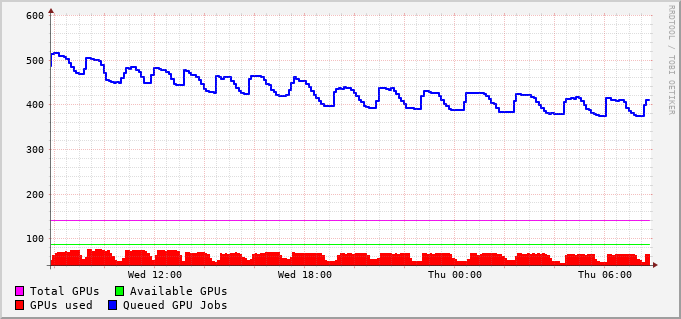 600
500
400
300
200
100
Wed 12:00 Wed 18:00 Thu 00:00 Thu 06:00
Total GPUs Available GPUs
GPUs used Queued GPU Jobs
RRDTOOL / TOBI OETIKER